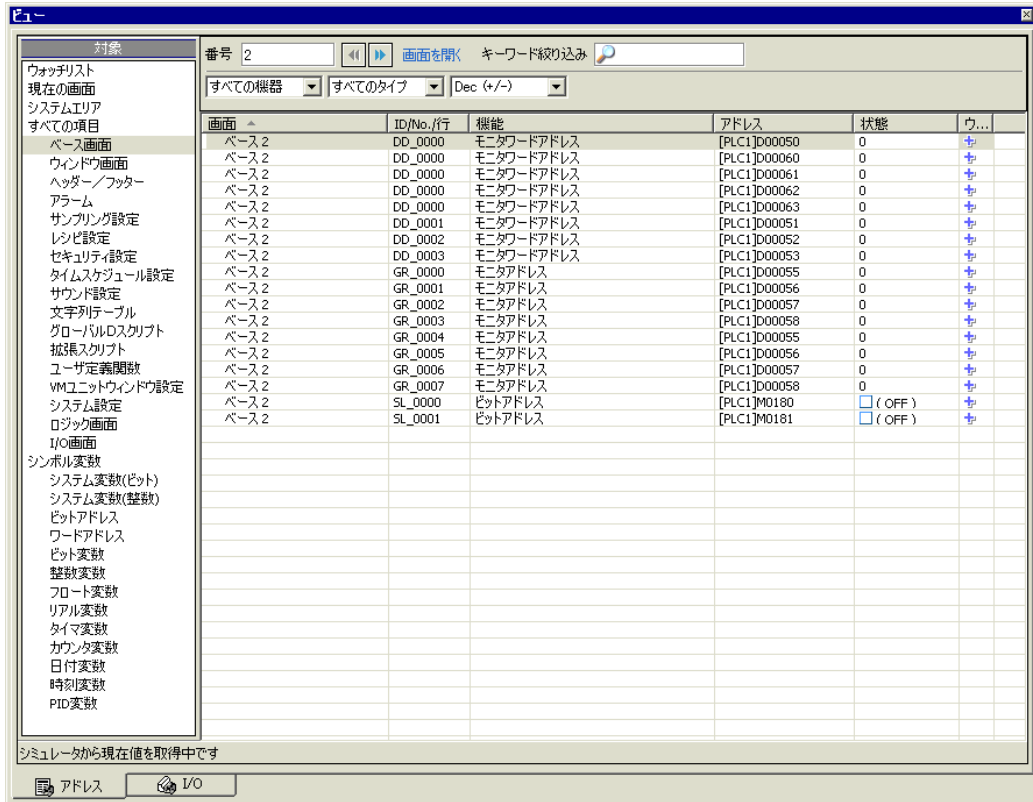 ビュー
対象
ウォッチリスト
現在の画面
システムエリア
すべての項目
ベース画面
ウィンドウ画面
ヘッダー／フッター
アラーム
サンプリング設定
レシピ設定
セキュリティ設定
タイムスケジュール設定
サウンド設定
文字列テーブル
グローバルDスクリプト
拡張スクリプト
ユーザ定義関数
VMユニットウィンドウ設定
システム設定
ロジック画面
I/O画面
シンボル変数
システム変数(ビット)
システム変数(整数)
ビットアドレス
ワードアドレス
ビット変数
整数変数
フロート変数
リアル変数
タイマ変数
カウンタ変数
日付変数
時刻変数
PID変数
番号 2 画面を開く キーワード絞り込み
すべての機器 すべてのタイプ Dec (+/-)
画面 ID/No./行 機能 アドレス 状態 ウ...
ベース 2 DD_0000 モニタワードアドレス [PLC1]D00050 0
ベース 2 DD_0000 モニタワードアドレス [PLC1]D00060 0
ベース 2 DD_0000 モニタワードアドレス [PLC1]D00061 0
ベース 2 DD_0000 モニタワードアドレス [PLC1]D00062 0
ベース 2 DD_0000 モニタワードアドレス [PLC1]D00063 0
ベース 2 DD_0001 モニタワードアドレス [PLC1]D00051 0
ベース 2 DD_0002 モニタワードアドレス [PLC1]D00052 0
ベース 2 DD_0003 モニタワードアドレス [PLC1]D00053 0
ベース 2 GR_0000 モニタアドレス [PLC1]D00055 0
ベース 2 GR_0001 モニタアドレス [PLC1]D00056 0
ベース 2 GR_0002 モニタアドレス [PLC1]D00057 0
ベース 2 GR_0003 モニタアドレス [PLC1]D00058 0
ベース 2 GR_0004 モニタアドレス [PLC1]D00055 0
ベース 2 GR_0005 モニタアドレス [PLC1]D00056 0
ベース 2 GR_0006 モニタアドレス [PLC1]D00057 0
ベース 2 GR_0007 モニタアドレス [PLC1]D00058 0
ベース 2 SL_0000 ビットアドレス [PLC1]M0180 ( OFF )
ベース 2 SL_0001 ビットアドレス [PLC1]M0181 ( OFF )
シミュレータから現在値を取得中です
アドレス I/O